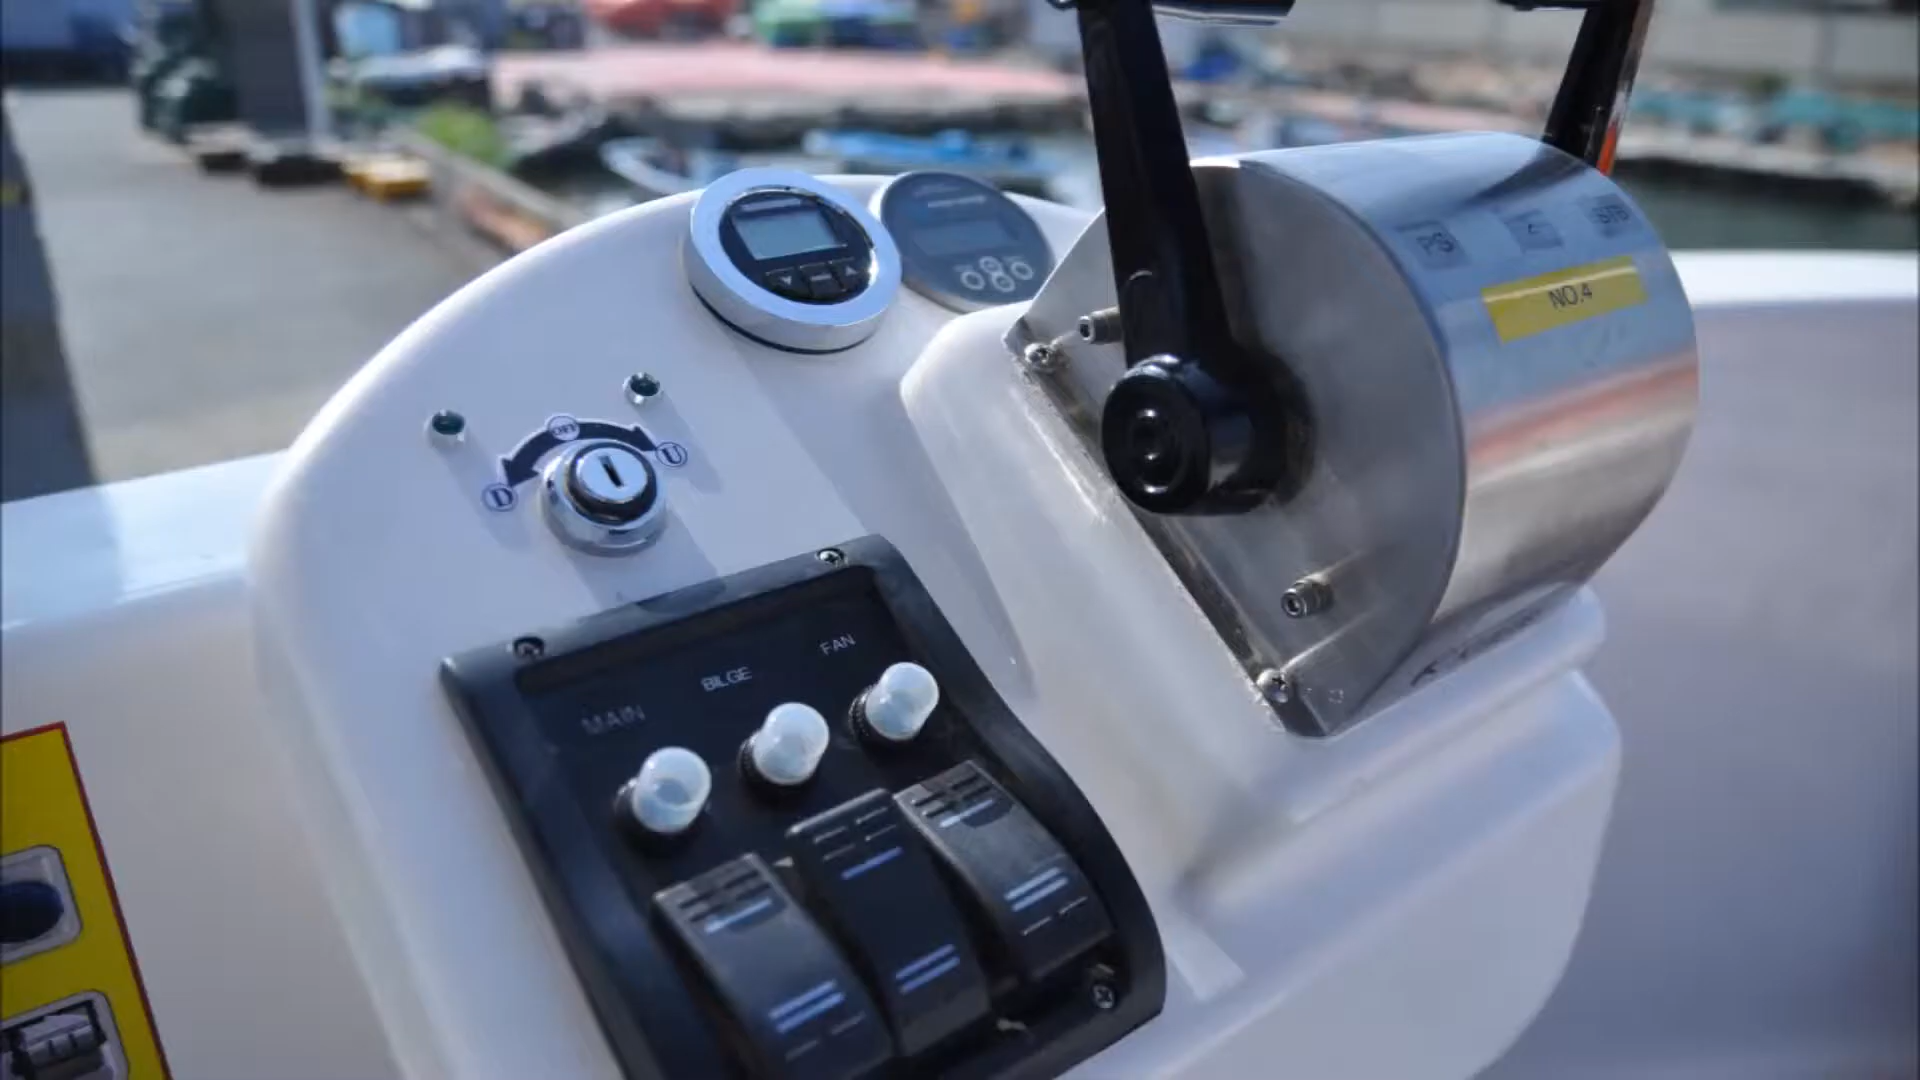 PS
STB
NO.4
OFF
U
D
FAN
BILGE
MAIN